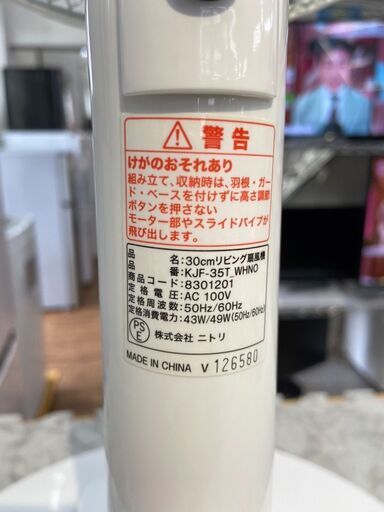 警告
けがのおそれあり
組み立て、収納時は、羽根・ガー
ド・ベースを付けずに高さ調節
ボタンを押さない
モーター部やスライドパイプが
飛び出します。
品 名:30cmリビング扇風機
品 番:KJF-35T_WHNO
商品コード:8301201
定格電圧:AC 100V
定格周波数:50Hz/60Hz
定格消費電力:43W/49W(50Hz/60Hz)
PS
E
株式会社 ニトリ
MADE IN CHINA V 126580